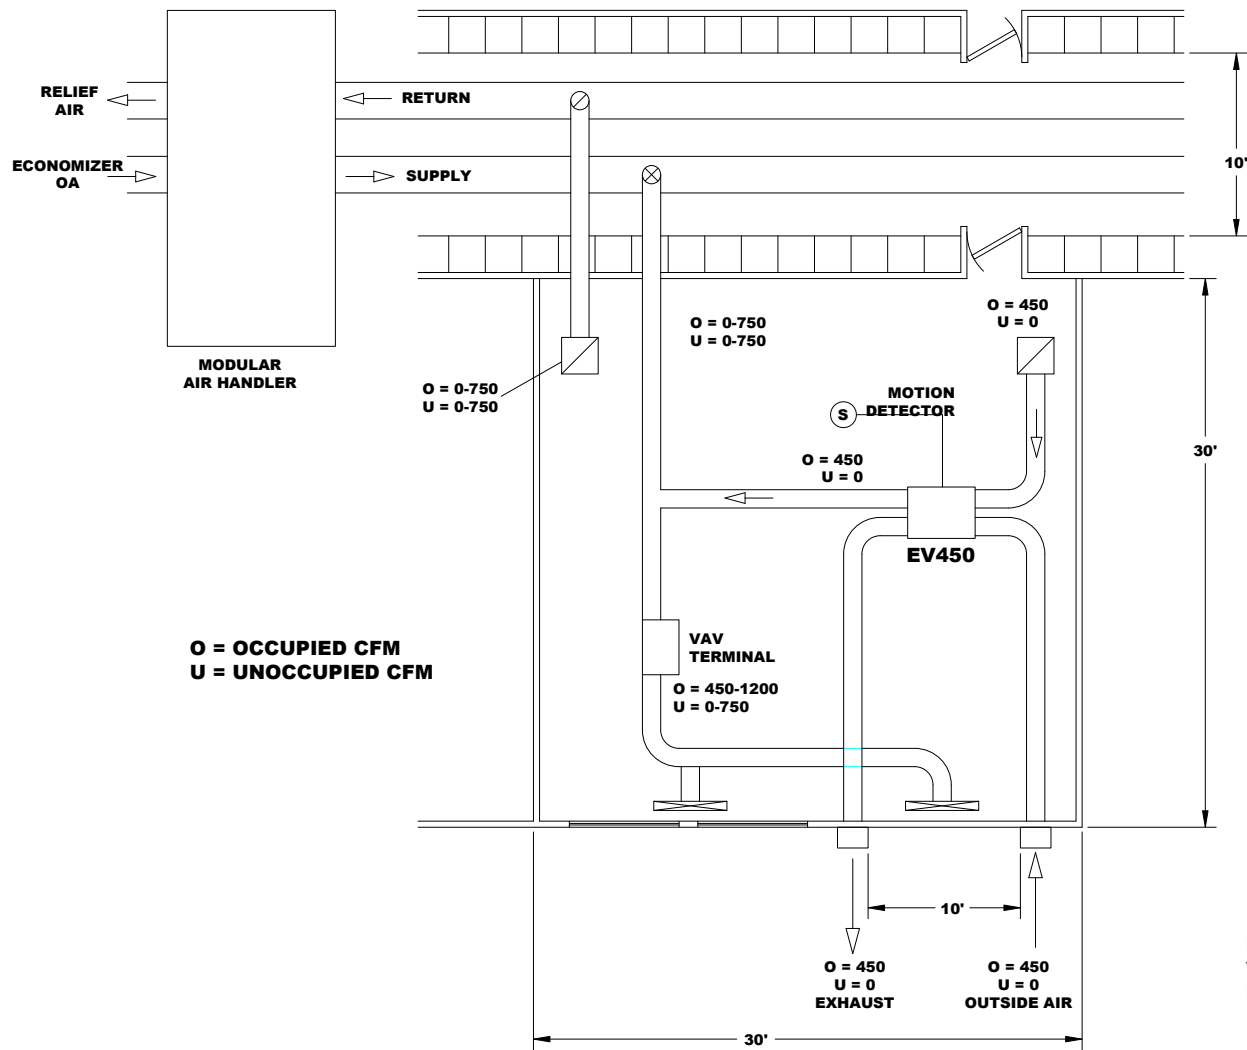 RELIEF
AIR
RETURN
ECONOMIZER
OA
SUPPLY
10'
MODULAR
AIR HANDLER
O = 0-750
U = 0-750
O = 450
U = 0
O = 0-750
U = 0-750
MOTION
DETECTOR
S
O = 450
U = 0
30'
EV450
O = OCCUPIED CFM
U = UNOCCUPIED CFM
VAV
TERMINAL
O = 450-1200
U = 0-750
10'
O = 450
U = 0
EXHAUST
O = 450
U = 0
OUTSIDE AIR
30'